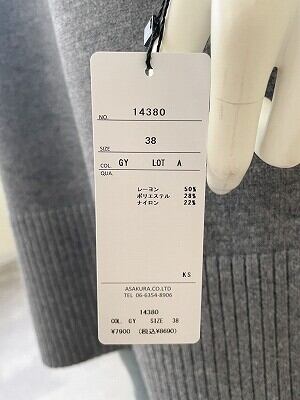 NO. 14380
SIZE 38
COL. GY LOT A
QUA.
レーヨン 50%
ポリエステル 28%
ナイロン 22%
KS
ASAKURA.CO.LTD
TEL 06-6354-8906
14380
COL. GY SIZE 38
¥7900 (税込¥8690)